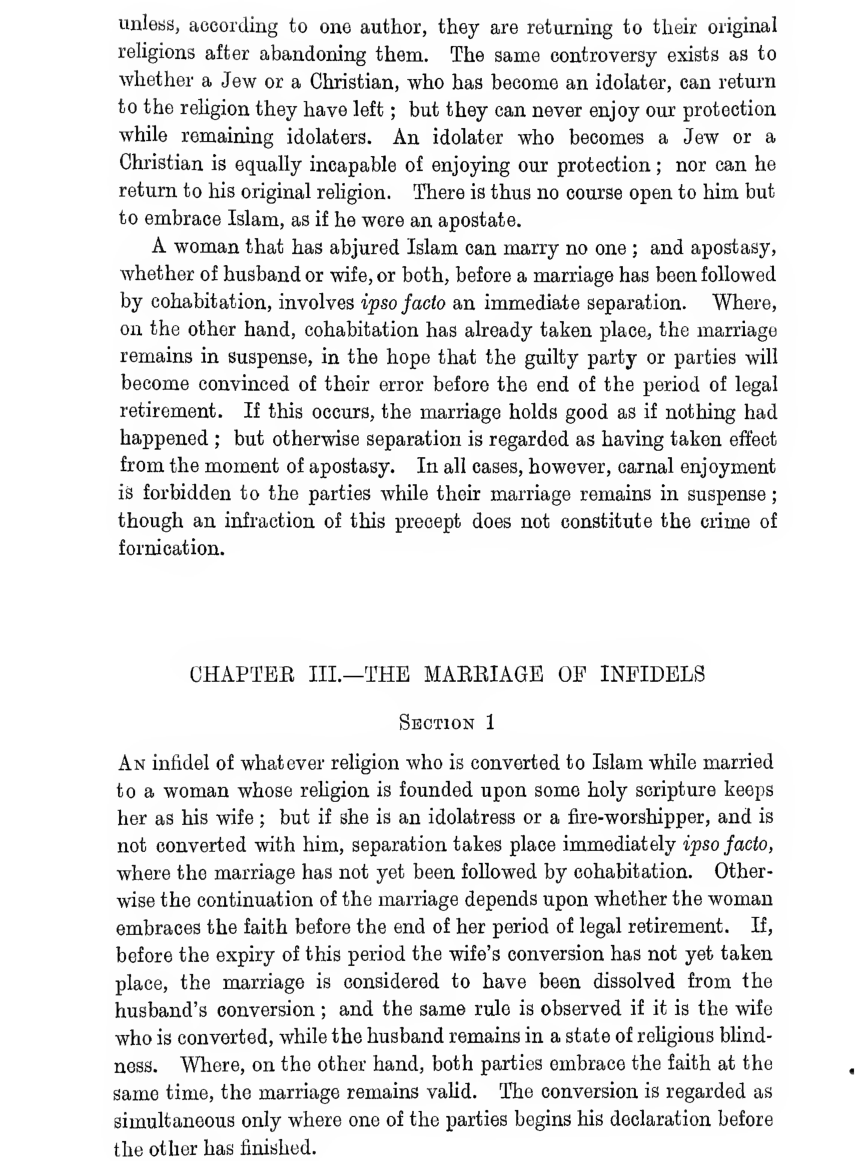 unless, according to one author, they are returning to their original
religions after abandoning them. The same controversy exists as to
whether a Jew or a Christian, who has become an idolater, can return
to the religion they have left ; but they can never enjoy our protection
while remaining idolaters. An idolater who becomes a Jew or a
Christian is equally incapable of enjoying our protection ; nor can he
return to his original religion. There is thus no course open to him but
to embrace Islam, as if he were an apostate.
A woman that has abjured Islam can marry no one ; and apostasy,
whether of husband or wife, or both, before a marriage has been followed
by cohabitation, involves ipso facto an immediate separation. Where,
on the other hand, cohabitation has already taken place, the marriage
remains in suspense, in the hope that the guilty party or parties will
become convinced of their error before the end of the period of legal
retirement. If this occurs, the marriage holds good as if nothing had
happened ; but otherwise separation is regarded as having taken effect
from the moment of apostasy. In all cases, however, carnal enjoyment
is forbidden to the parties while their marriage remains in suspense ;
though an infraction of this precept does not constitute the crime of
fornication.
CHAPTER III.—THE MARRIAGE OF INFIDELS
SECTION 1
AN infidel of whatever religion who is converted to Islam while married
to a woman whose religion is founded upon some holy scripture keeps
her as his wife ; but if she is an idolatress or a fire-worshipper, and is
not converted with him, separation takes place immediately ipso facto,
where the marriage has not yet been followed by cohabitation. Other-
wise the continuation of the marriage depends upon whether the woman
embraces the faith before the end of her period of legal retirement. If,
before the expiry of this period the wife's conversion has not yet taken
place, the marriage is considered to have been dissolved from the
husband's conversion ; and the same rule is observed if it is the wife
who is converted, while the husband remains in a state of religious blind-
ness. Where, on the other hand, both parties embrace the faith at the
same time, the marriage remains valid. The conversion is regarded as
simultaneous only where one of the parties begins his declaration before
the other has finished.